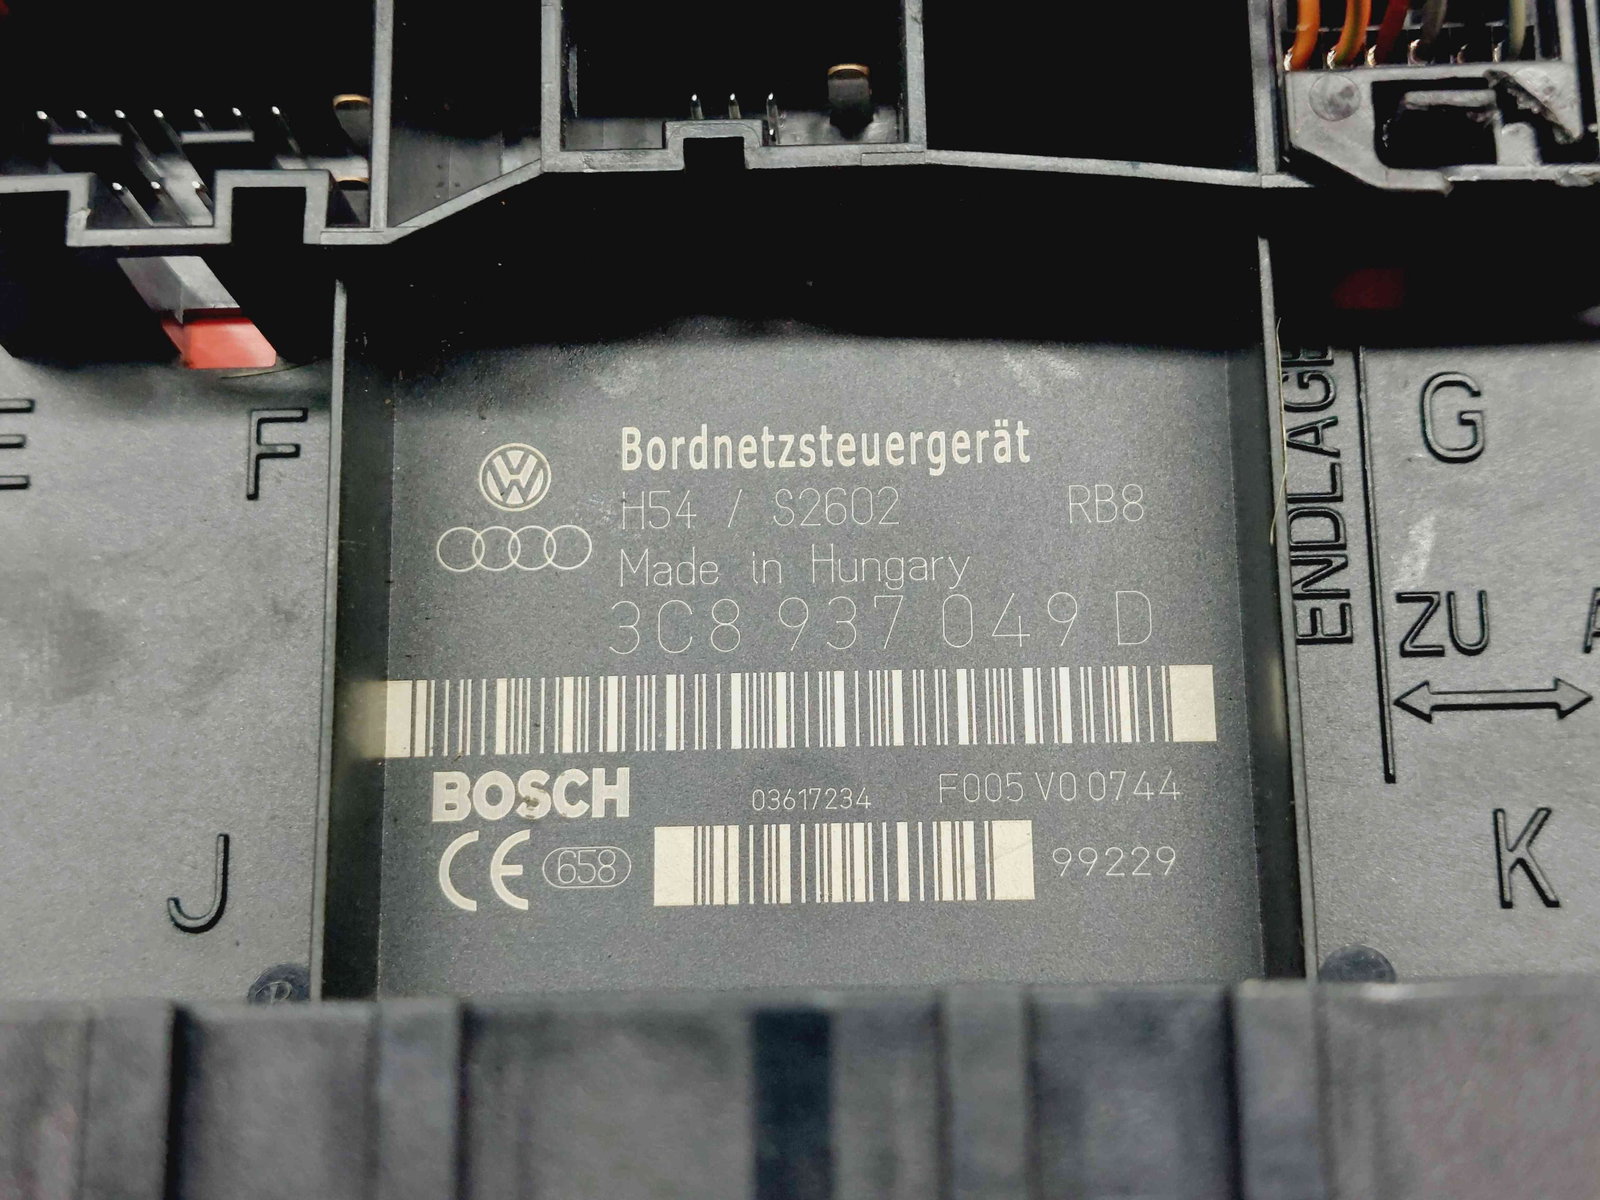 Bordnetzsteuergerät
H54 / S2602 RB8
Made in Hungary
3C8 937 049 D
BOSCH 03617234 F005 V0 0744
CE 658 99229
E
F
J
ENDLAGE
G
ZU
K